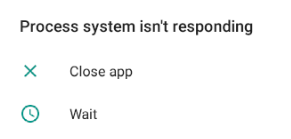 Process system isn't responding
Close app
Wait